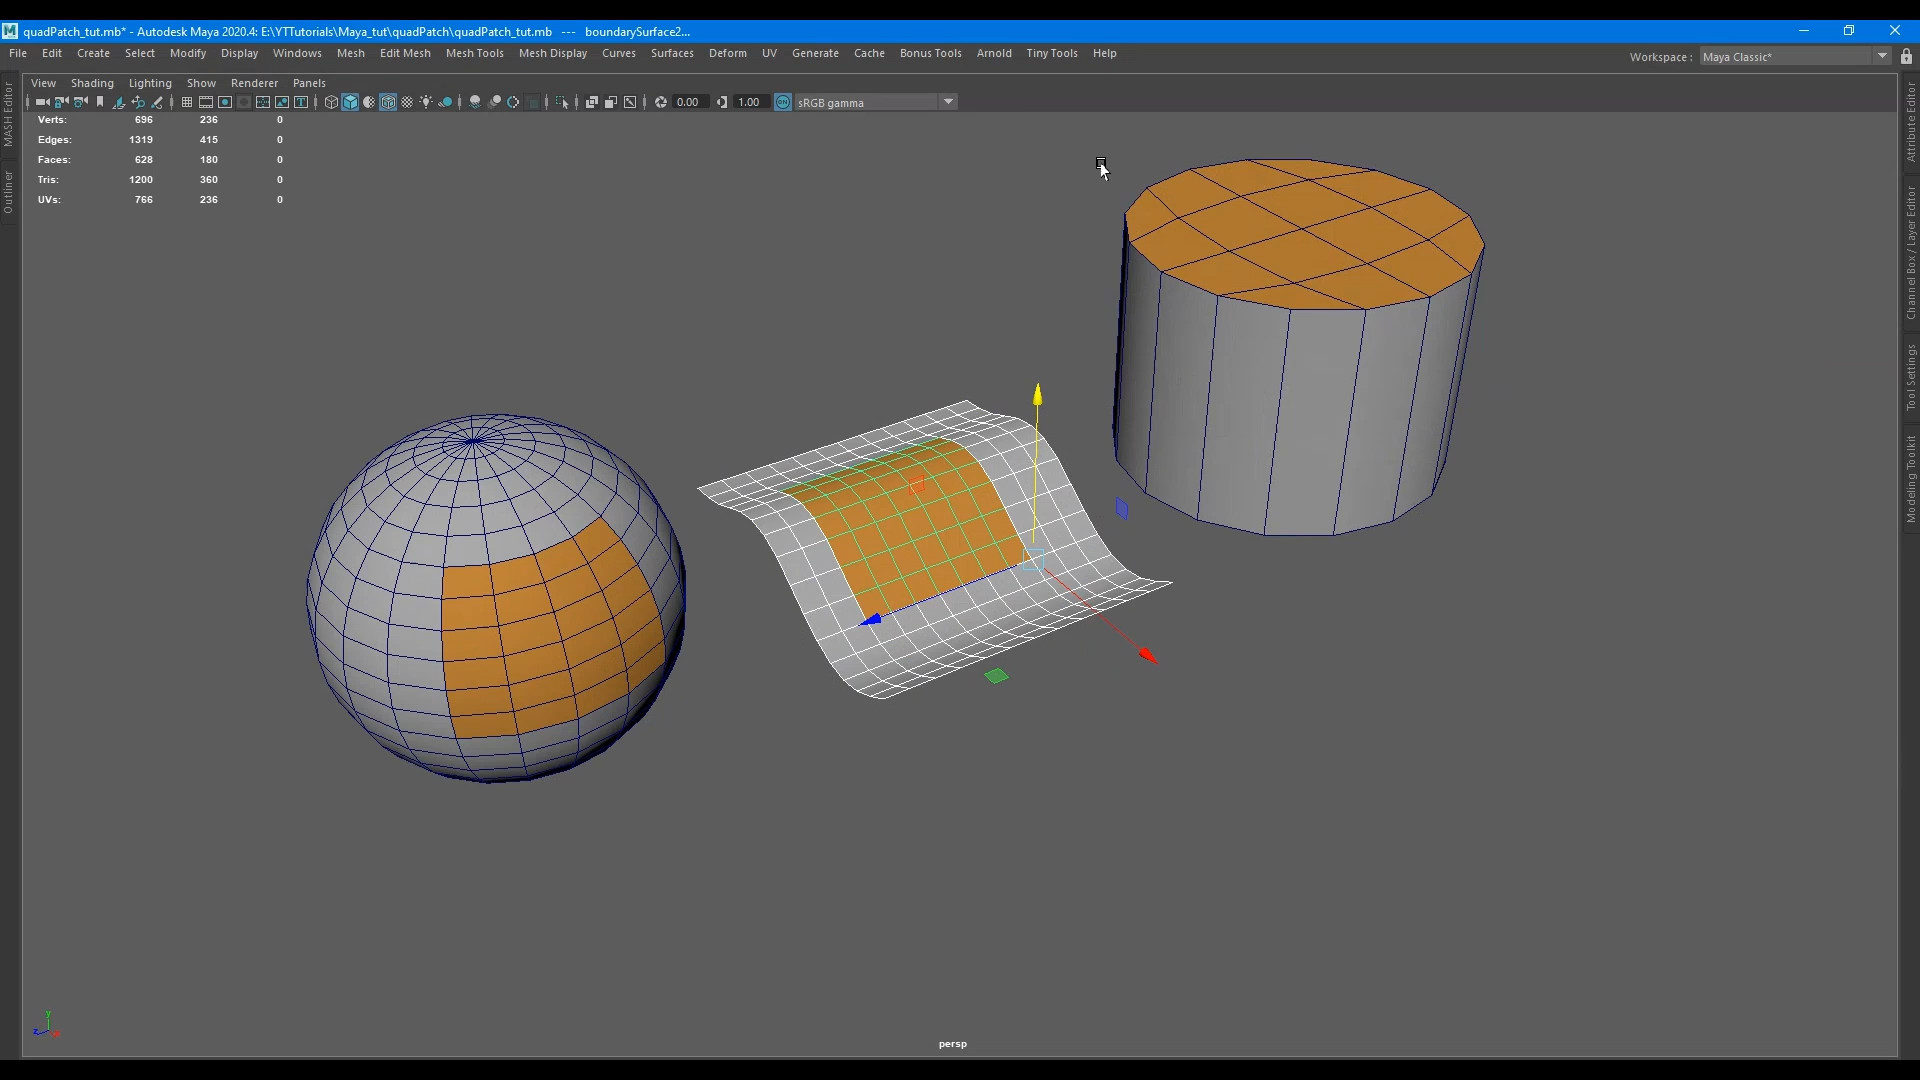 quadPatch_tut.mb* - Autodesk Maya 2020.4: E:\YTTutorials\Maya_tut\quadPatch\quadPatch_tut.mb --- boundarySurface2...
File Edit Create Select Modify Display Windows Mesh Edit Mesh Mesh Tools Mesh Display Curves Surfaces Deform UV Generate Cache Bonus Tools Arnold Tiny Tools Help
Workspace : Maya Classic*
View Shading Lighting Show Renderer Panels
0.00 1.00 ON sRGB gamma
Verts: 696 236 0
Edges: 1319 415 0
Faces: 628 180 0
Tris: 1200 360 0
UVs: 766 236 0
MASH Editor
Outliner
Attribute Editor
Channel Box / Layer Editor
Tool Settings
Modeling Toolkit
y
z
x
persp